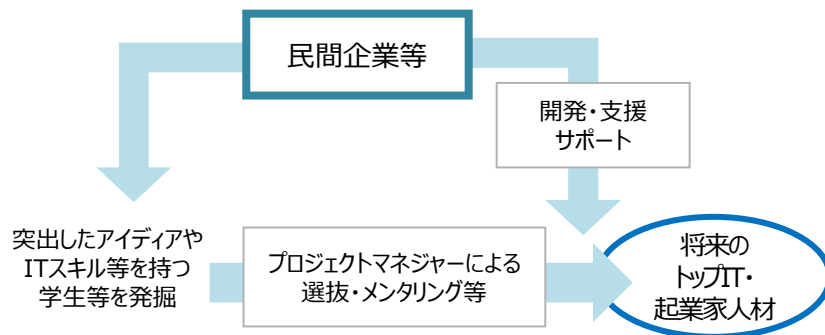 民間企業等
開発・支援
サポート
突出したアイディアや
ITスキル等を持つ
学生等を発掘
プロジェクトマネジャーによる
選抜・メンタリング等
将来の
トップIT・
起業家人材